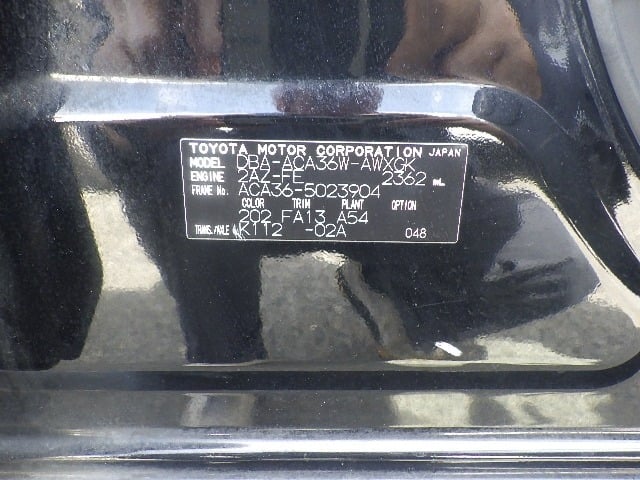 TOYOTA MOTOR CORPORATION JAPAN
MODEL DBA-ACA36W-AWXGK
ENGINE 2AZ-FE 2362 mL
FRAME No. ACA36-5023904
COLOR TRIM PLANT OPTION
202 FA13 A54
TRANS./AXLE K112 -02A 048